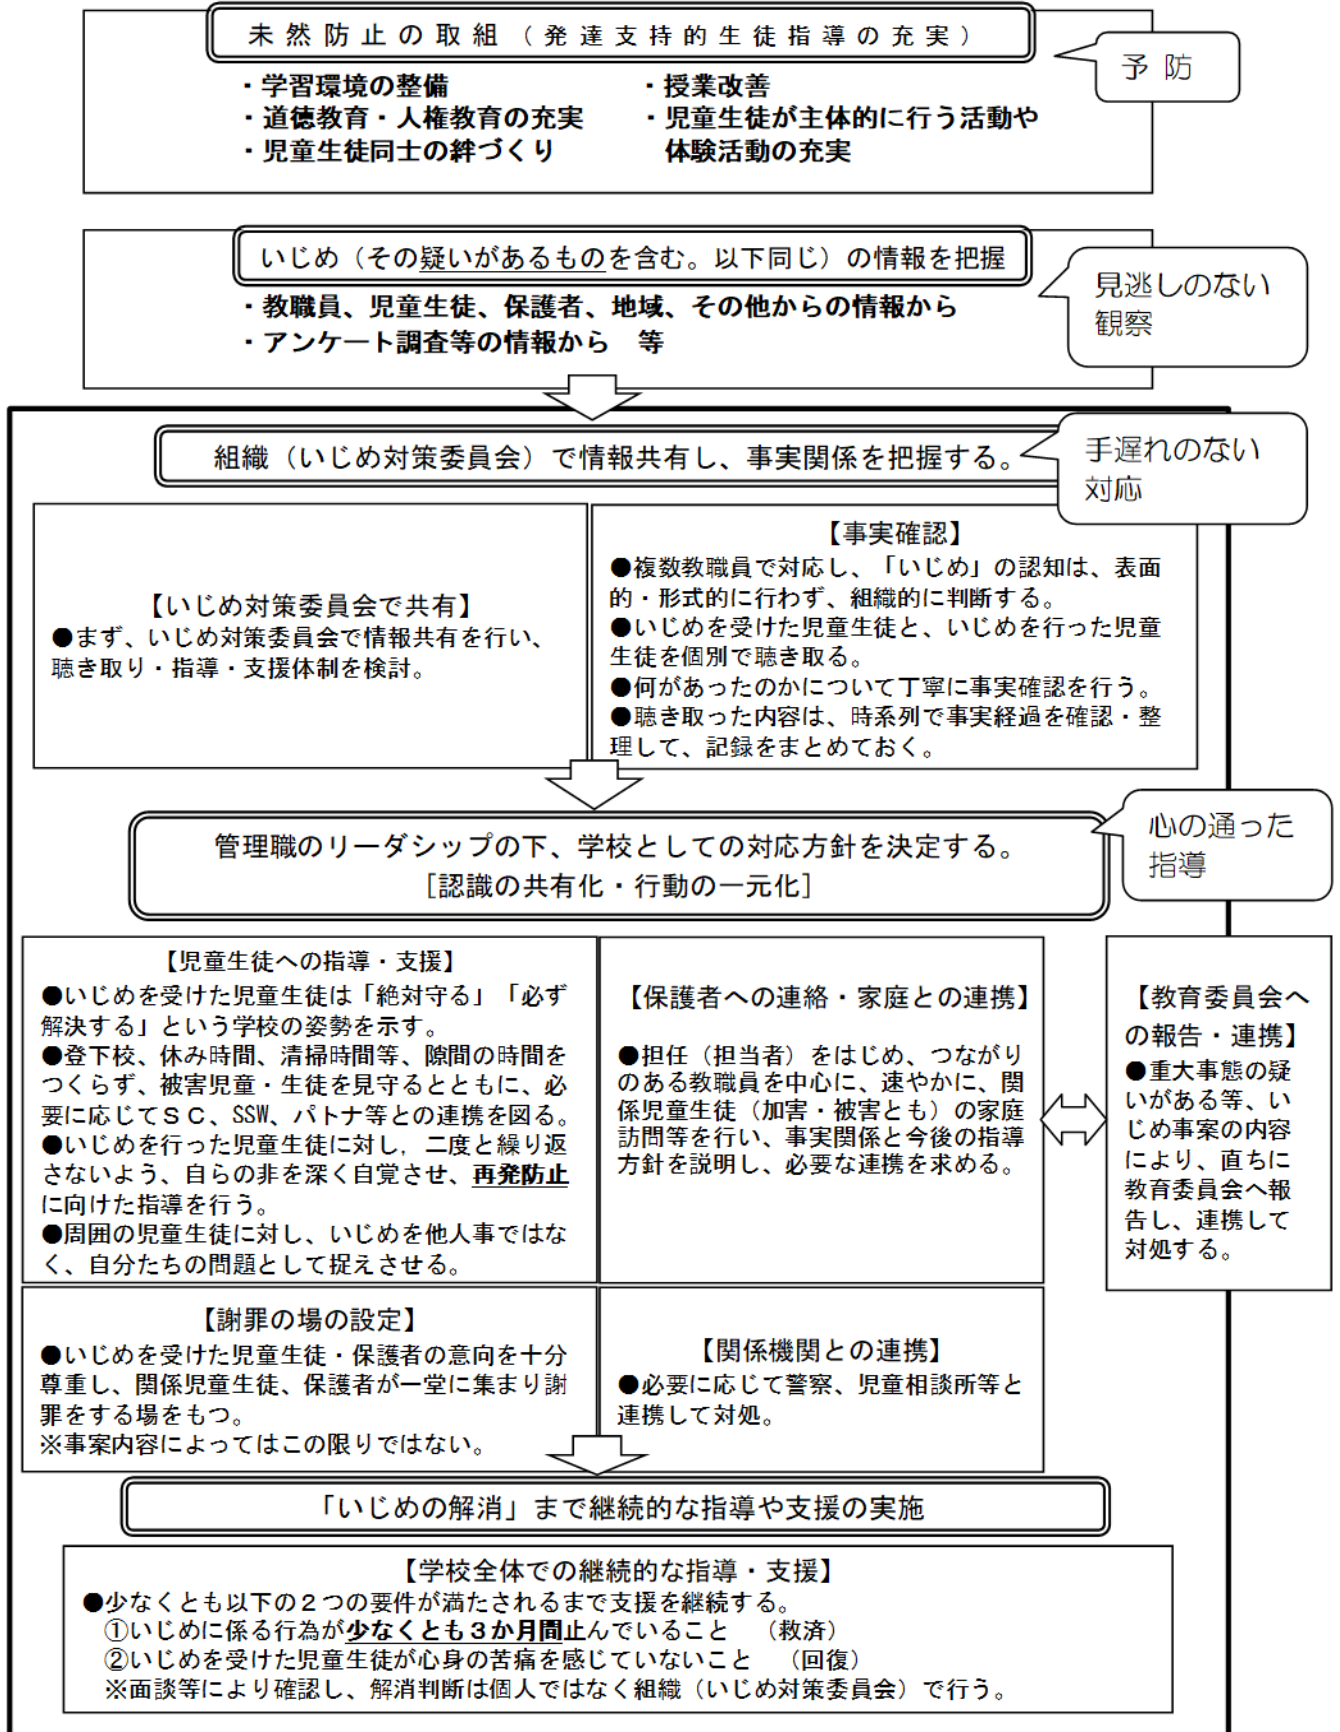 未然防止の取組（発達支持的生徒指導の充実）
予 防
・学習環境の整備
・道徳教育・人権教育の充実
・児童生徒同士の絆づくり
・授業改善
・児童生徒が主体的に行う活動や
体験活動の充実
いじめ（その疑いがあるものを含む。以下同じ）の情報を把握
見逃しのない
観察
・教職員、児童生徒、保護者、地域、その他からの情報から
・アンケート調査等の情報から　等
組織（いじめ対策委員会）で情報共有し、事実関係を把握する。
手遅れのない
対応
【いじめ対策委員会で共有】
●まず、いじめ対策委員会で情報共有を行い、
聴き取り・指導・支援体制を検討。
【事実確認】
●複数教職員で対応し、「いじめ」の認知は、表面
的・形式的に行わず、組織的に判断する。
●いじめを受けた児童生徒と、いじめを行った児童
生徒を個別で聴き取る。
●何があったのかについて丁寧に事実確認を行う。
●聴き取った内容は、時系列で事実経過を確認・整
理して、記録をまとめておく。
管理職のリーダシップの下、学校としての対応方針を決定する。
［認識の共有化・行動の一元化］
心の通った
指導
【児童生徒への指導・支援】
●いじめを受けた児童生徒は「絶対守る」「必ず
解決する」という学校の姿勢を示す。
●登下校、休み時間、清掃時間等、隙間の時間を
つくらず、被害児童・生徒を見守るとともに、必
要に応じてＳＣ、SSW、パトナ等との連携を図る。
●いじめを行った児童生徒に対し，二度と繰り返
さないよう、自らの非を深く自覚させ、再発防止
に向けた指導を行う。
●周囲の児童生徒に対し、いじめを他人事ではな
く、自分たちの問題として捉えさせる。
【保護者への連絡・家庭との連携】
●担任（担当者）をはじめ、つながり
のある教職員を中心に、速やかに、関
係児童生徒（加害・被害とも）の家庭
訪問等を行い、事実関係と今後の指導
方針を説明し、必要な連携を求める。
【教育委員会へ
の報告・連携】
●重大事態の疑
いがある等、い
じめ事案の内容
により、直ちに
教育委員会へ報
告し、連携して
対処する。
【謝罪の場の設定】
●いじめを受けた児童生徒・保護者の意向を十分
尊重し、関係児童生徒、保護者が一堂に集まり謝
罪をする場をもつ。
※事案内容によってはこの限りではない。
【関係機関との連携】
●必要に応じて警察、児童相談所等と
連携して対処。
「いじめの解消」まで継続的な指導や支援の実施
【学校全体での継続的な指導・支援】
●少なくとも以下の２つの要件が満たされるまで支援を継続する。
①いじめに係る行為が少なくとも３か月間止んでいること　（救済）
②いじめを受けた児童生徒が心身の苦痛を感じていないこと　（回復）
※面談等により確認し、解消判断は個人ではなく組織（いじめ対策委員会）で行う。